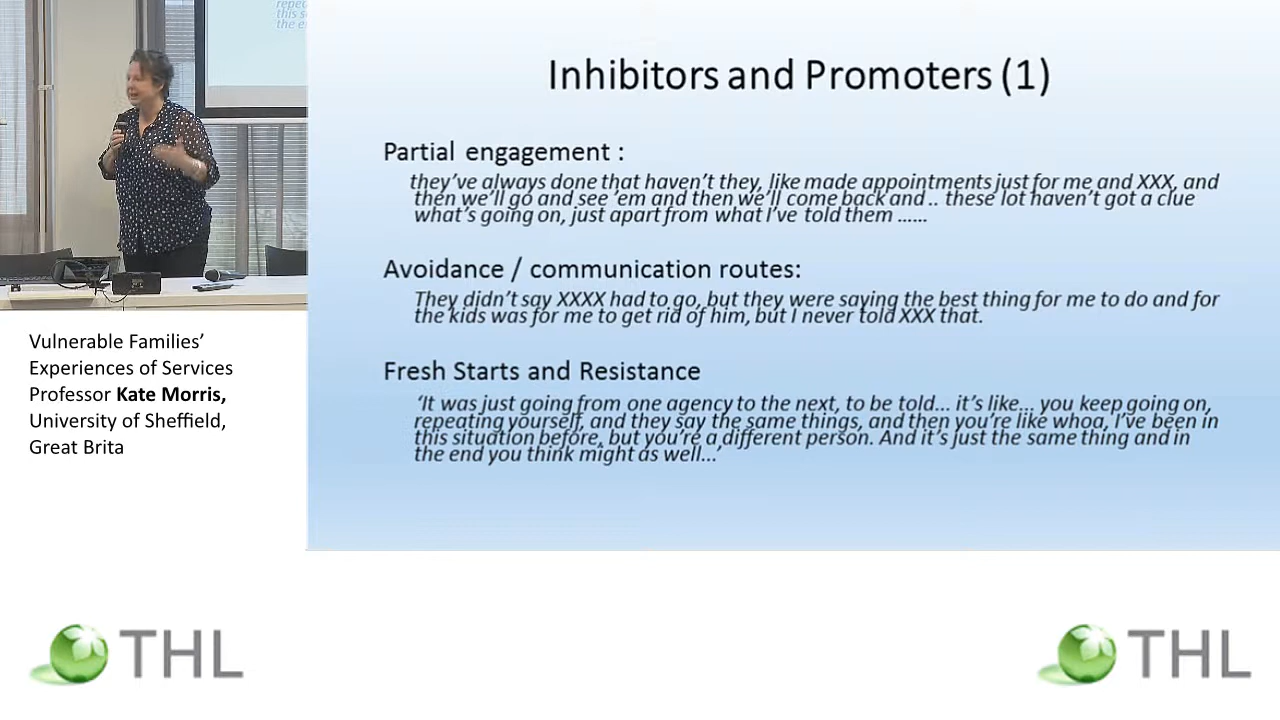 repea
this s
the e
Inhibitors and Promoters (1)
Partial engagement :
they’ve always done that haven’t they, like made appointments just for me and XXX, and
then we’ll go and see ’em and then we’ll come back and .. these lot haven’t got a clue
what’s going on, just apart from what I’ve told them ......
Avoidance / communication routes:
They didn’t say XXXX had to go, but they were saying the best thing for me to do and for
the kids was for me to get rid of him, but I never told XXX that.
Fresh Starts and Resistance
‘It was just going from one agency to the next, to be told... it’s like... you keep going on,
repeating yourself, and they say the same things, and then you’re like whoa, I’ve been in
this situation before, but you’re a different person. And it’s just the same thing and in
the end you think might as well...’
Vulnerable Families’
Experiences of Services
Professor Kate Morris,
University of Sheffield,
Great Brita
THL
THL